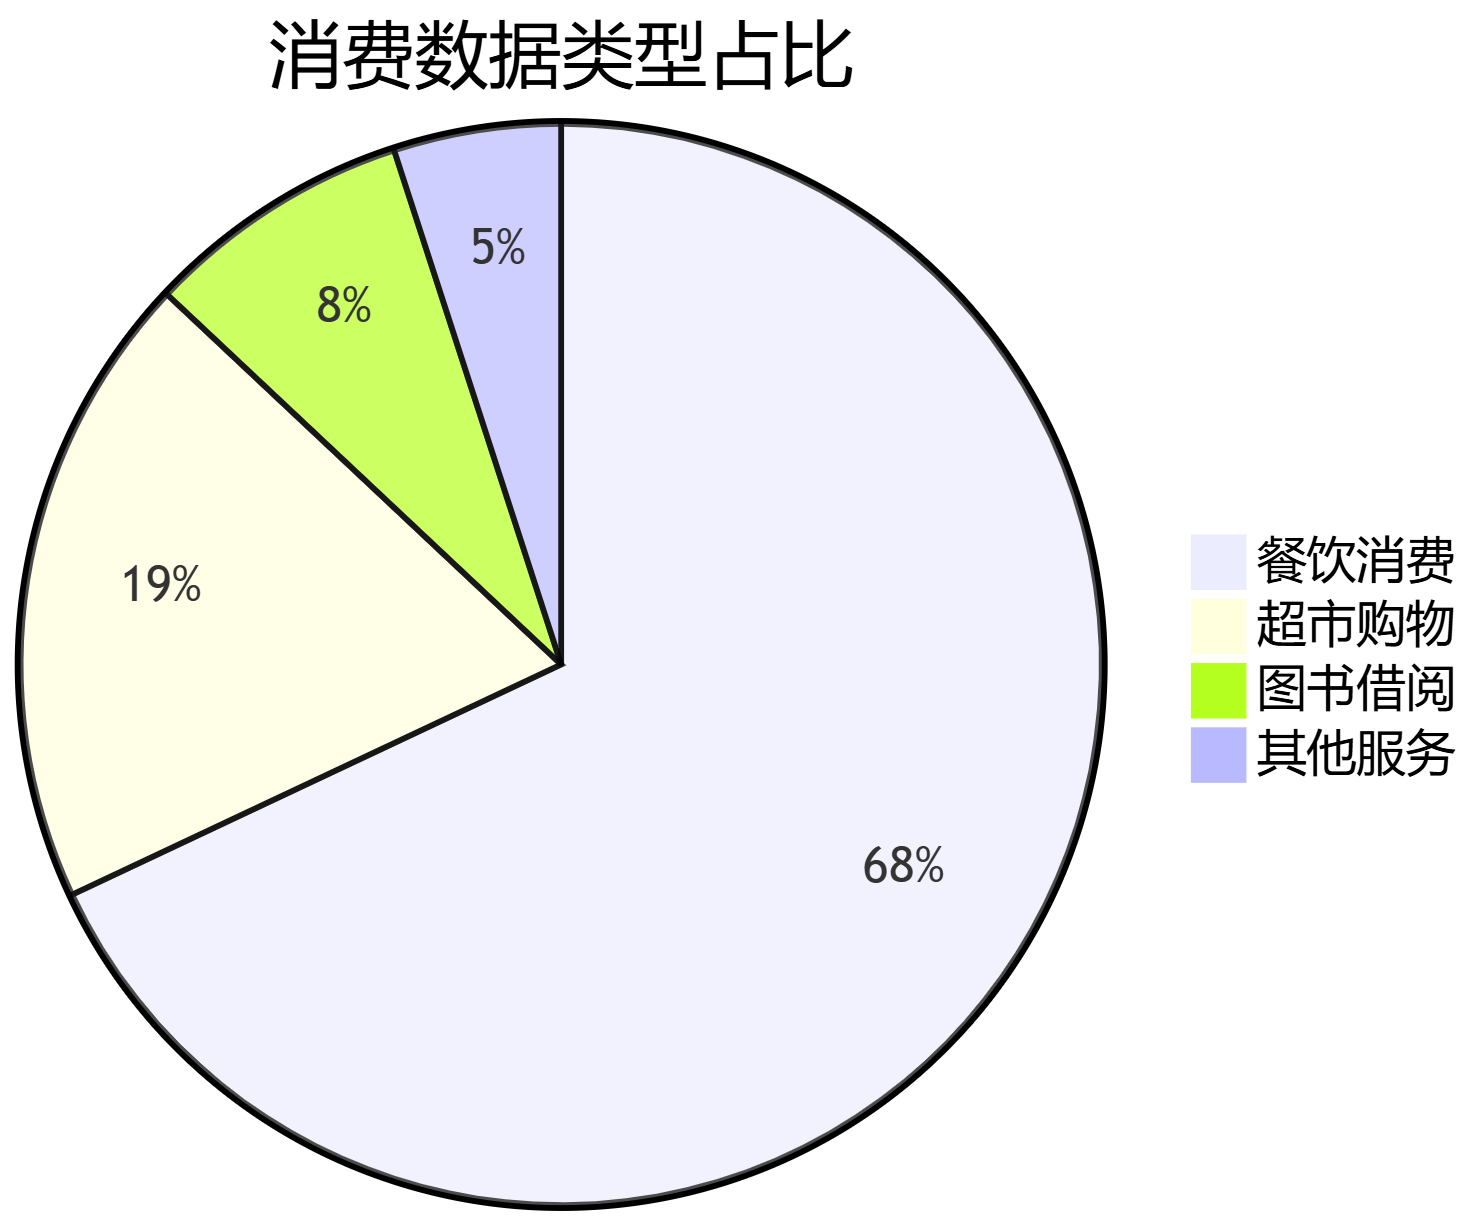 消费数据类型占比
5%
8%
19%
68%
餐饮消费
超市购物
图书借阅
其他服务